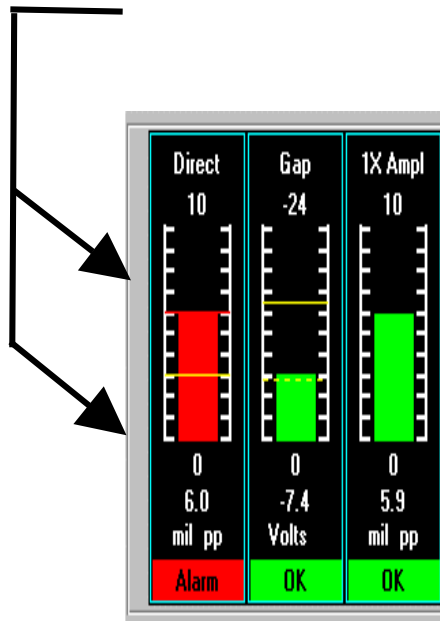 Direct Gap 1X Ampl
10 -24 10
0 0 0
6.0 -7.4 5.9
mil pp Volts mil pp
Alarm OK OK